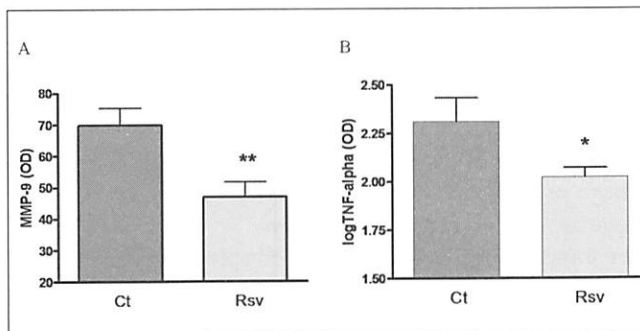 A
MMP-9 (OD)
80
70
60
50
40
30
20
**
Ct
Rsv
B
logTNF-alpha (OD)
2.50
2.25
2.00
1.75
1.50
*
Ct
Rsv